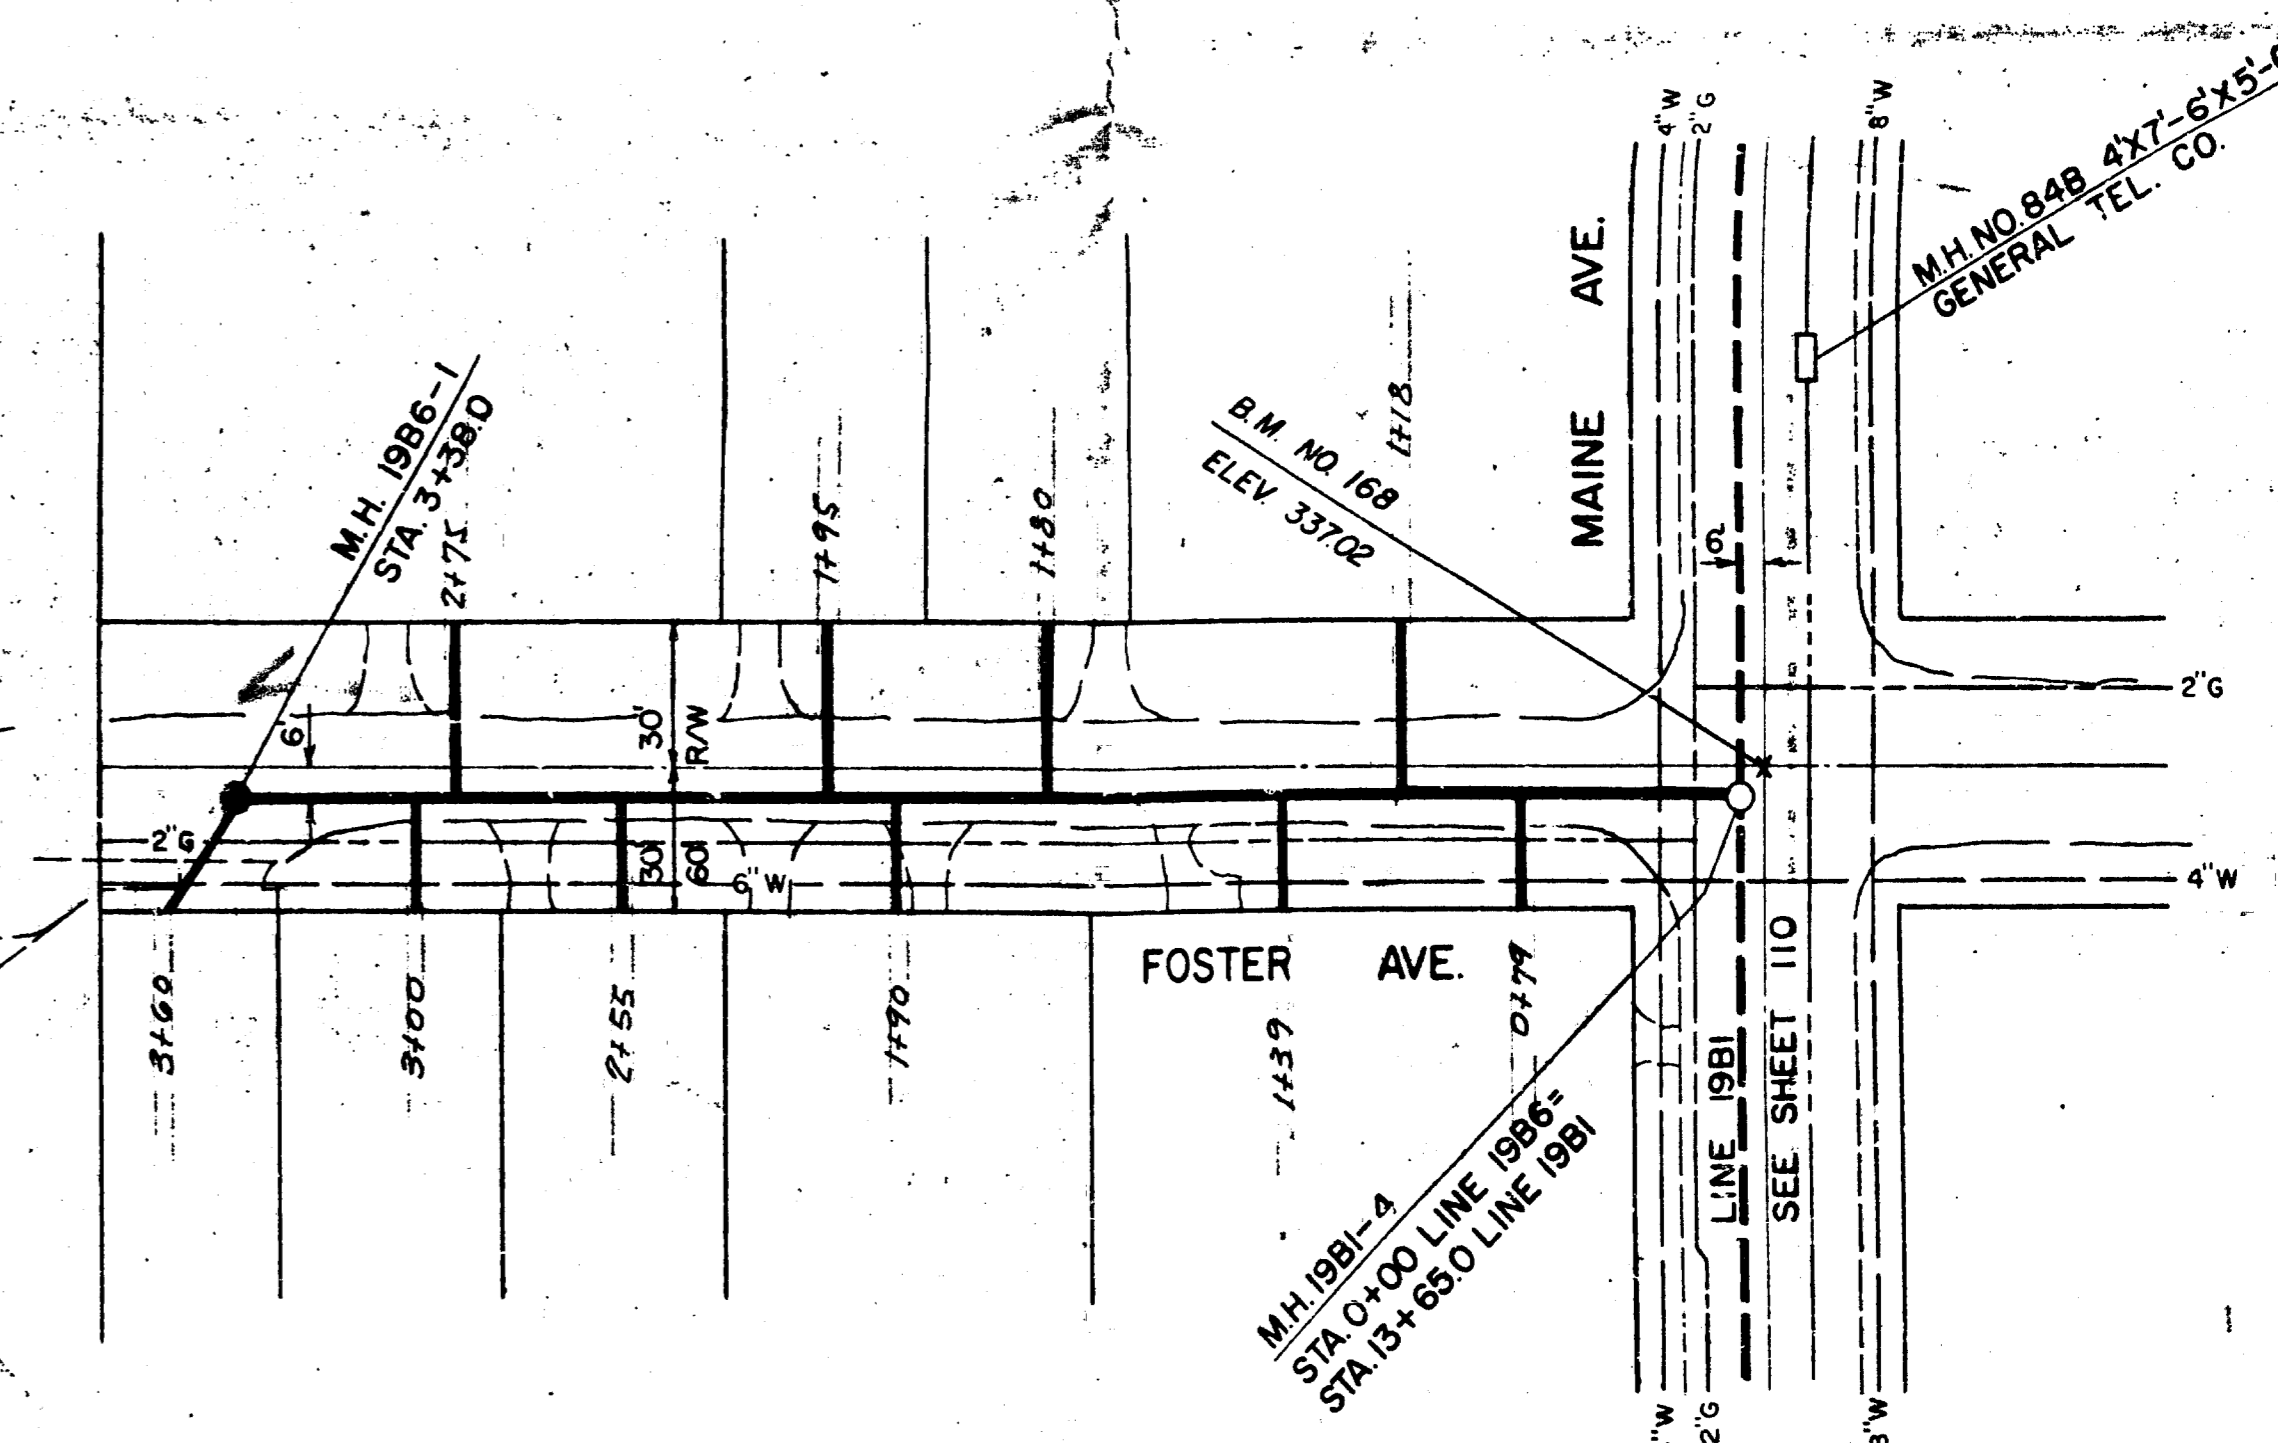 4"W
2"G
8"W
M.H. NO. 84B 4'X7'-6'X5'-
GENERAL TEL. CO.
MAINE AVE.
M.H. 19B6-1
STA. 3+38.0
B.M. NO. 168
ELEV. 337.02
2+75
1+95
1+80
1+18
6'
6'
30'
R/W
2"G
2"G
30'
60'
6"W
4"W
FOSTER AVE.
3+60
3+00
2+55
1+90
1+39
0+79
LINE 19B1
SEE SHEET 110
M.H. 19B1-4
STA. 0+00 LINE 19B6=
STA. 13+65.0 LINE 19B1
"W
2"G
8"W